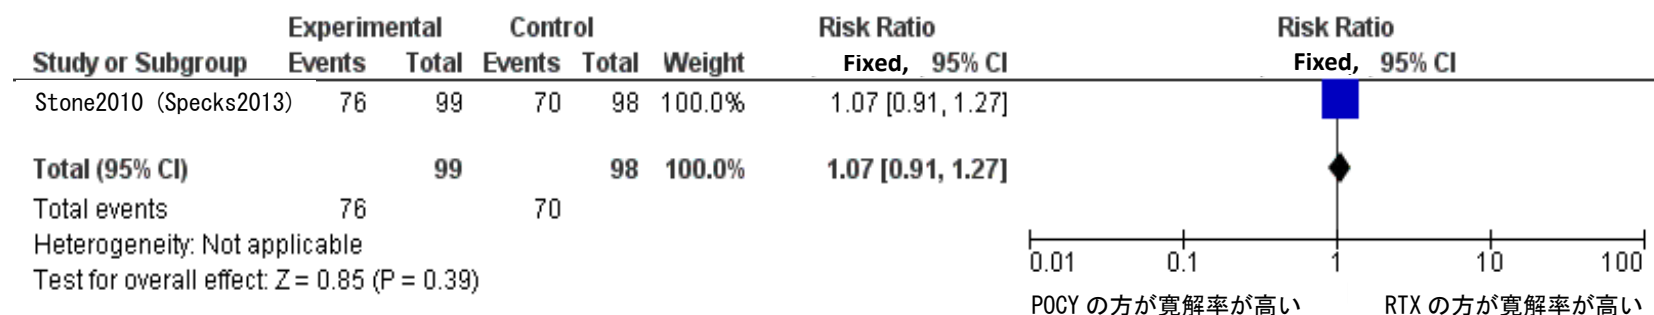 Experimental Control Risk Ratio Risk Ratio
Study or Subgroup Events Total Events Total Weight Fixed, 95% CI Fixed, 95% CI
Stone2010 (Specks2013) 76 99 70 98 100.0% 1.07 [0.91, 1.27]
Total (95% CI) 99 98 100.0% 1.07 [0.91, 1.27]
Total events 76 70
Heterogeneity: Not applicable
Test for overall effect: Z = 0.85 (P = 0.39)
0.01 0.1 1 10 100
POCY の方が寛解率が高い RTX の方が寛解率が高い